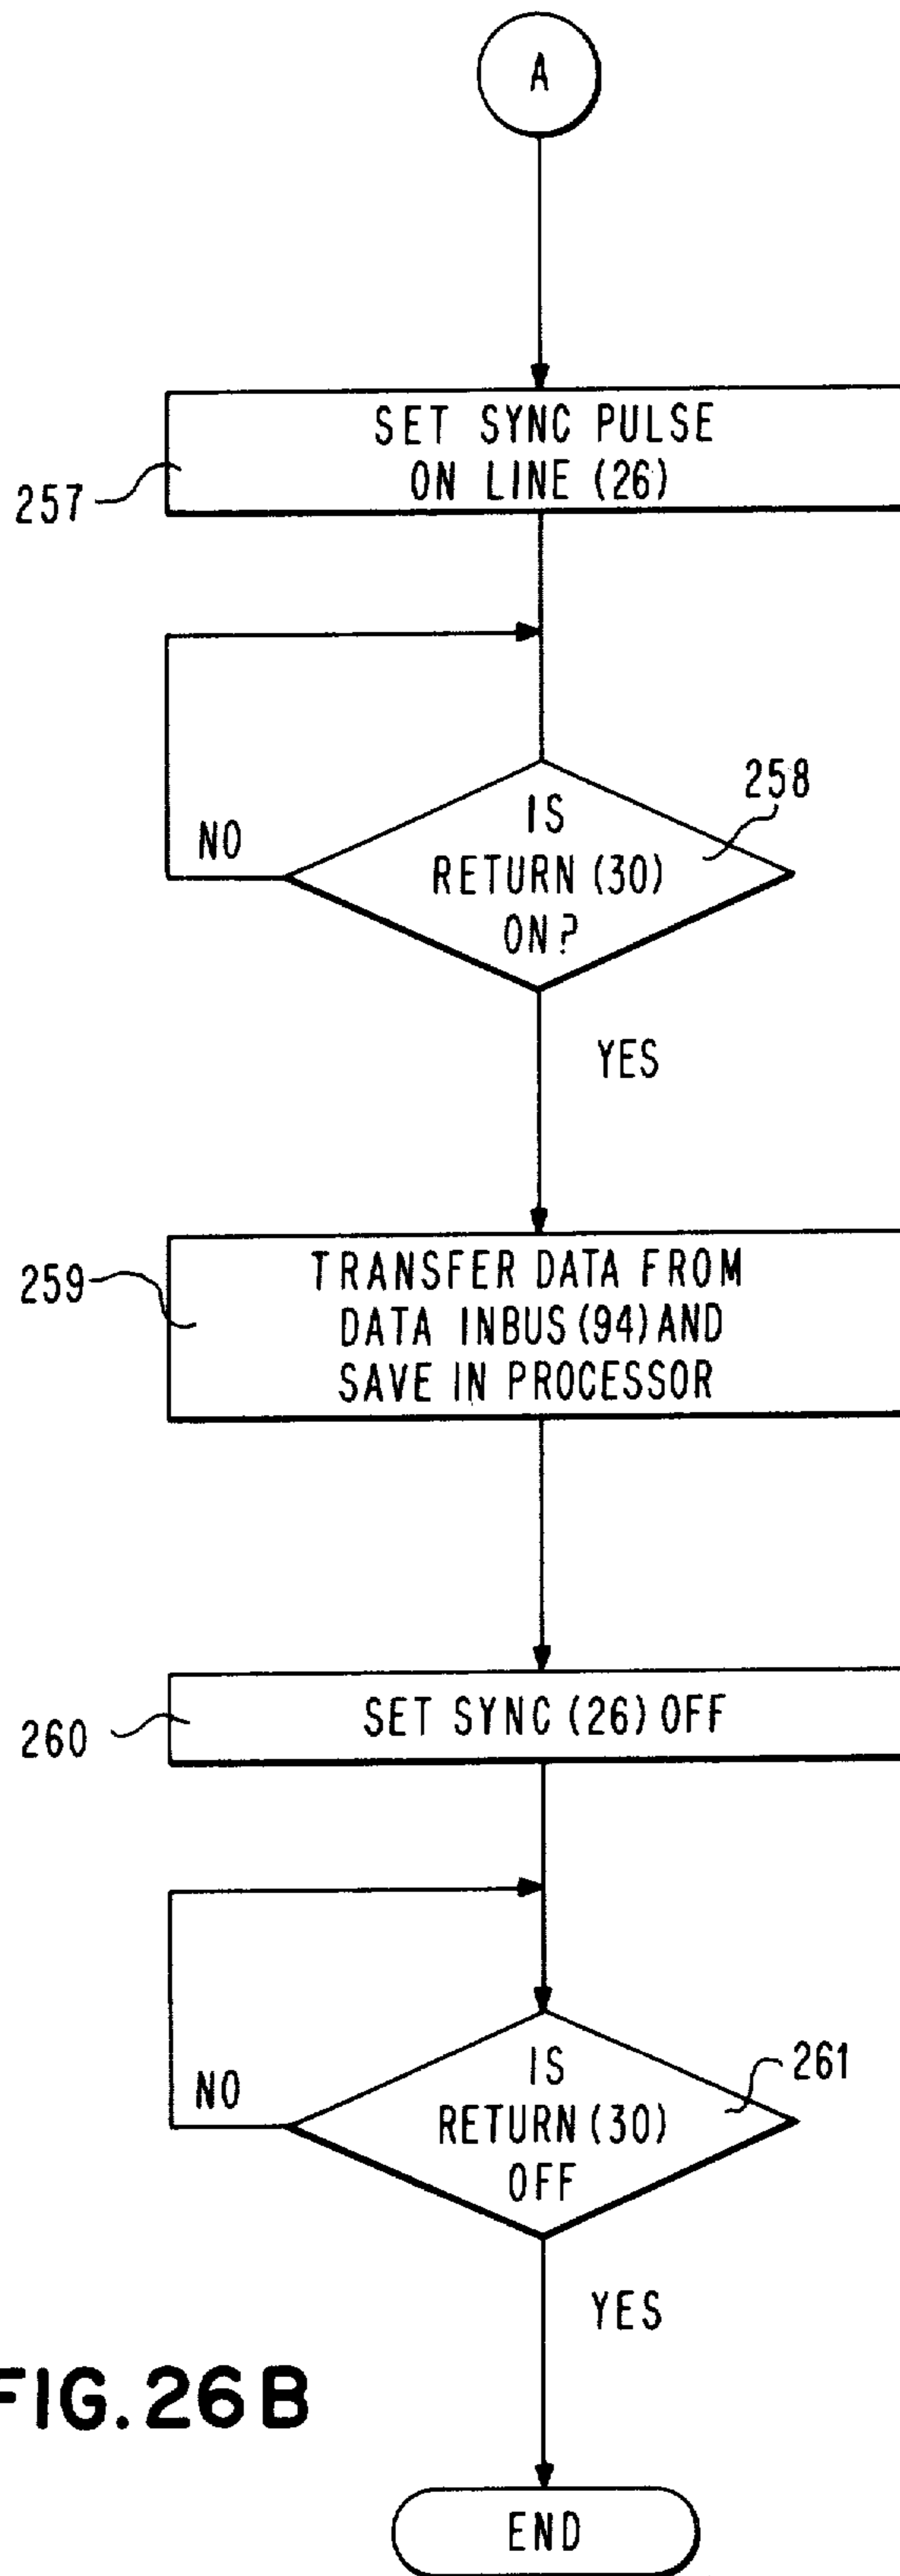 A
SET SYNC PULSE
ON LINE (26)
257
258
IS
RETURN (30)
ON?
NO
YES
259
TRANSFER DATA FROM
DATA INBUS (94) AND
SAVE IN PROCESSOR
260
SET SYNC (26) OFF
261
IS
RETURN (30)
OFF
NO
YES
FIG. 26B
END